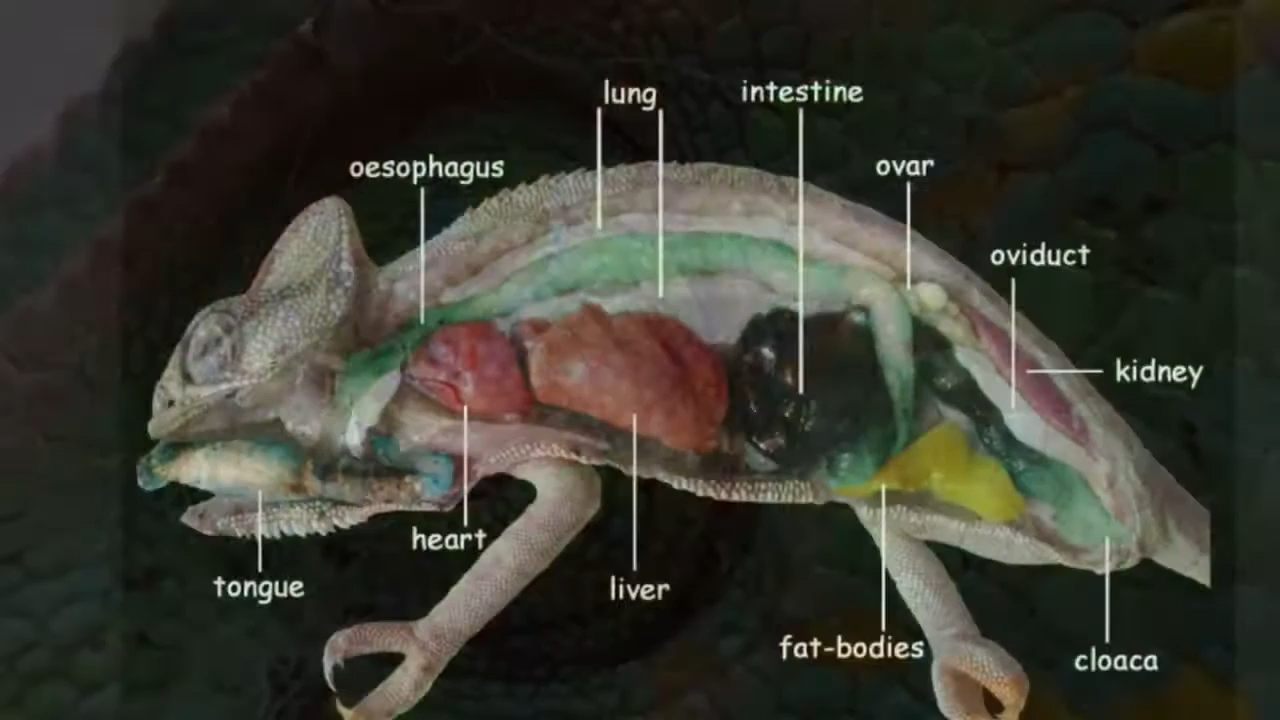 lung
intestine
oesophagus
ovar
oviduct
kidney
heart
tongue
liver
fat-bodies
cloaca